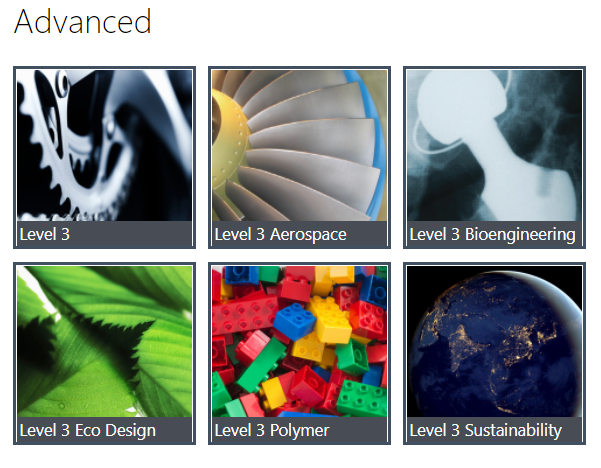 Advanced
Level 3
Level 3 Aerospace
Level 3 Bioengineering
Level 3 Eco Design
Level 3 Polymer
Level 3 Sustainability